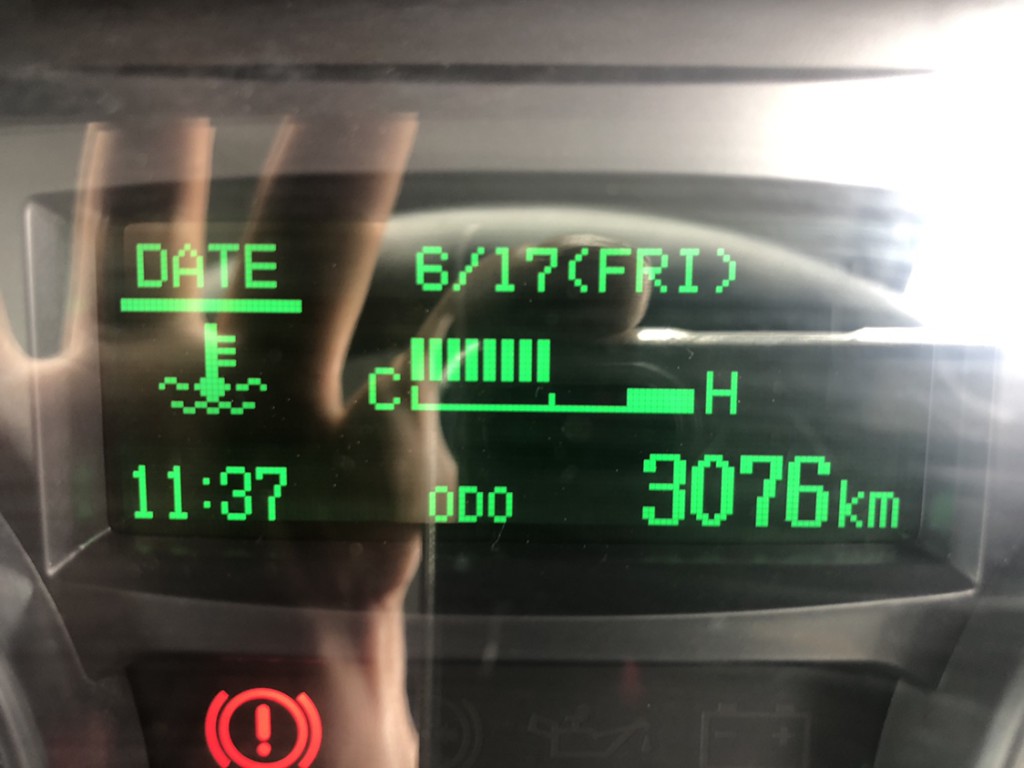 DATE 6/17(FRI)
C H
11:37 ODO 3076km